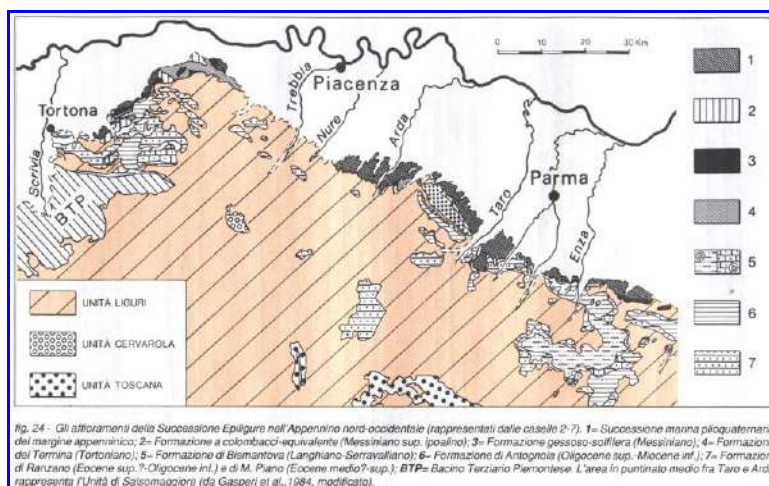 0 10 20 30 Km
Piacenza
Tortona
Trebbia
Nure
Arda
Scrivia
BTP
Taro
Parma
Enza
1
2
3
4
5
6
7
UNITÀ LIGURI
UNITÀ CERVAROLA
UNITÀ TOSCANA
fig. 24 - Gli affioramenti della Successione Epiligure nell'Appennino nord-occidentale (rappresentati dalle caselle 2-7). 1= Successione marina plioquaternaria
del margine appenninico; 2= Formazione a colombacci-equivalente (Messiniano sup. ipoalino); 3= Formazione gessoso-solfifera (Messiniano); 4= Formazione
del Termina (Tortoniano); 5= Formazione di Bismantova (Langhiano-Serravalliano); 6= Formazione di Antognola (Oligocene sup.-Miocene inf.); 7= Formazione
di Ranzano (Eocene sup.?-Oligocene inf.) e di M. Piano (Eocene medio?-sup.); BTP= Bacino Terziario Piemontese. L'area in puntinato medio fra Taro e Arda
rappresenta l'Unità di Salsomaggiore (da Gasperi et al., 1984, modificato).